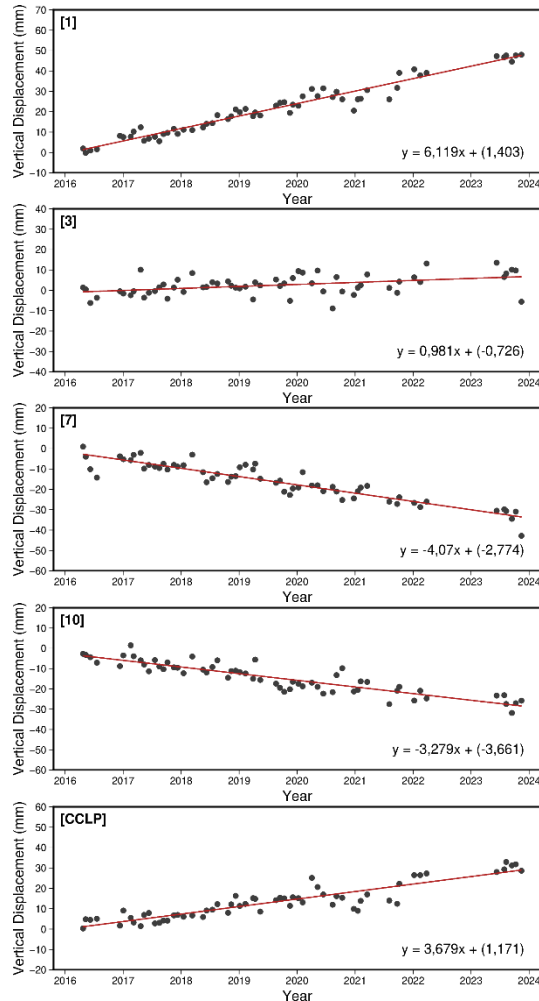 [1]
Vertical Displacement (mm)
70
60
50
40
30
20
10
0
−10
y = 6,119x + (1,403)
2016 2017 2018 2019 2020 2021 2022 2023 2024
Year
[3]
Vertical Displacement (mm)
40
30
20
10
0
−10
−20
−30
−40
y = 0,981x + (-0,726)
2016 2017 2018 2019 2020 2021 2022 2023 2024
Year
[7]
Vertical Displacement (mm)
20
10
0
−10
−20
−30
−40
−50
−60
y = -4,07x + (-2,774)
2016 2017 2018 2019 2020 2021 2022 2023 2024
Year
[10]
Vertical Displacement (mm)
20
10
0
−10
−20
−30
−40
−50
−60
y = -3,279x + (-3,661)
2016 2017 2018 2019 2020 2021 2022 2023 2024
Year
[CCLP]
Vertical Displacement (mm)
60
50
40
30
20
10
0
−10
−20
y = 3,679x + (1,171)
2016 2017 2018 2019 2020 2021 2022 2023 2024
Year